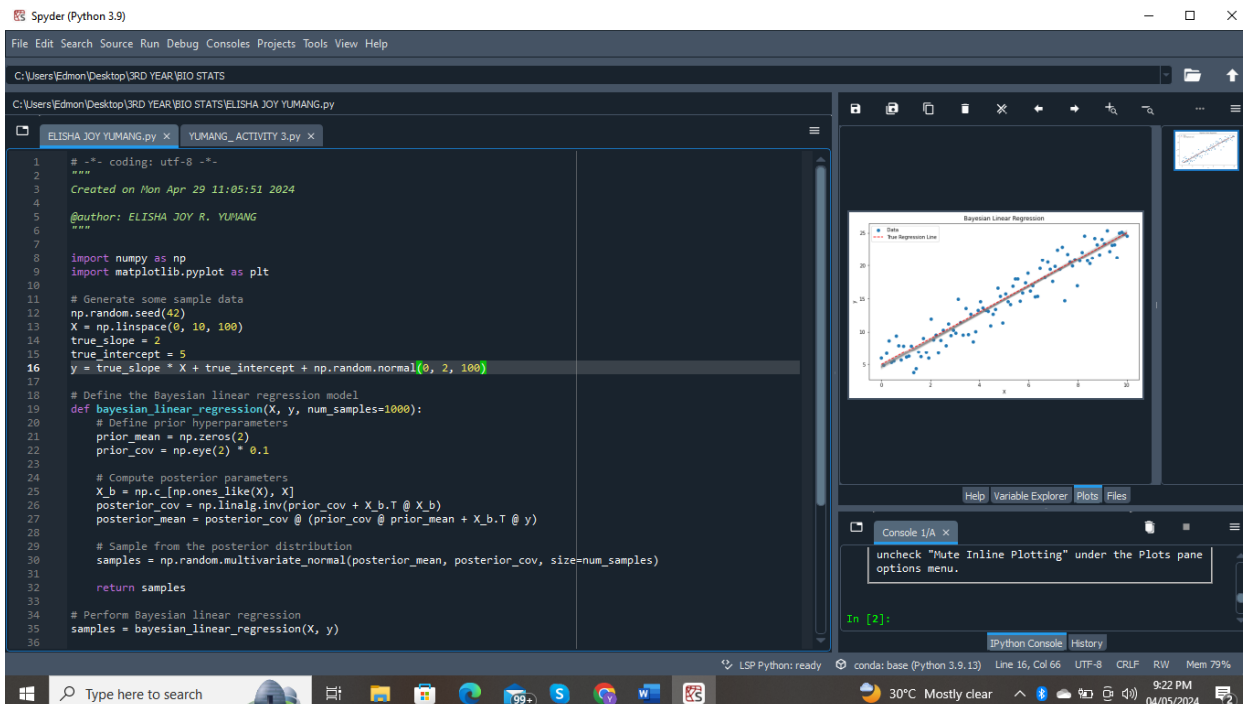 Spyder (Python 3.9)
File Edit Search Source Run Debug Consoles Projects Tools View Help
C:\Users\Edmon\Desktop\3RD YEAR\BIO STATS
C:\Users\Edmon\Desktop\3RD YEAR\BIO STATS\ELISHA JOY YUMANG.py
ELISHA JOY YUMANG.py
YUMANG_ ACTIVITY 3.py
1 # -*- coding: utf-8 -*-
2 """
3 Created on Mon Apr 29 11:05:51 2024
4
5 @author: ELISHA JOY R. YUMANG
6 """
7
8 import numpy as np
9 import matplotlib.pyplot as plt
10
11 # Generate some sample data
12 np.random.seed(42)
13 X = np.linspace(0, 10, 100)
14 true_slope = 2
15 true_intercept = 5
16 y = true_slope * X + true_intercept + np.random.normal(0, 2, 100)
17
18 # Define the Bayesian linear regression model
19 def bayesian_linear_regression(X, y, num_samples=1000):
20     # Define prior hyperparameters
21     prior_mean = np.zeros(2)
22     prior_cov = np.eye(2) * 0.1
23
24     # Compute posterior parameters
25     X_b = np.c_[np.ones_like(X), X]
26     posterior_cov = np.linalg.inv(prior_cov + X_b.T @ X_b)
27     posterior_mean = posterior_cov @ (prior_cov @ prior_mean + X_b.T @ y)
28
29     # Sample from the posterior distribution
30     samples = np.random.multivariate_normal(posterior_mean, posterior_cov, size=num_samples)
31
32     return samples
33
34 # Perform Bayesian linear regression
35 samples = bayesian_linear_regression(X, y)
36
Bayesian Linear Regression
Data
True Regression Line
25
20
15
10
5
y
0 2 4 6 8 10
x
Help Variable Explorer Plots Files
Console 1/A
uncheck "Mute Inline Plotting" under the Plots pane
options menu.
In [2]:
IPython Console History
LSP Python: ready conda: base (Python 3.9.13) Line 16, Col 66 UTF-8 CRLF RW Mem 79%
Type here to search
99+
30°C Mostly clear
9:22 PM
04/05/2024
2